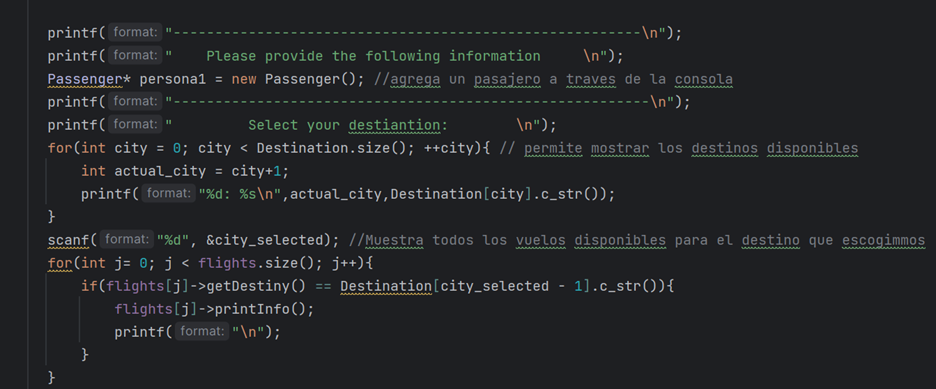 printf( format: "--------------------------------------------------------\n");
printf( format: "    Please provide the following information     \n");
Passenger* persona1 = new Passenger(); //agrega un pasajero a traves de la consola
printf( format: "---------------------------------------------------------\n");
printf( format: "         Select your destiantion:        \n");
for(int city = 0; city < Destination.size(); ++city){ // permite mostrar los destinos disponibles
    int actual_city = city+1;
    printf( format: "%d: %s\n",actual_city,Destination[city].c_str());
}
scanf( format: "%d", &city_selected); //Muestra todos los vuelos disponibles para el destino que escogimmos
for(int j= 0; j < flights.size(); j++){
    if(flights[j]->getDestiny() == Destination[city_selected - 1].c_str()){
        flights[j]->printInfo();
        printf( format: "\n");
    }
}